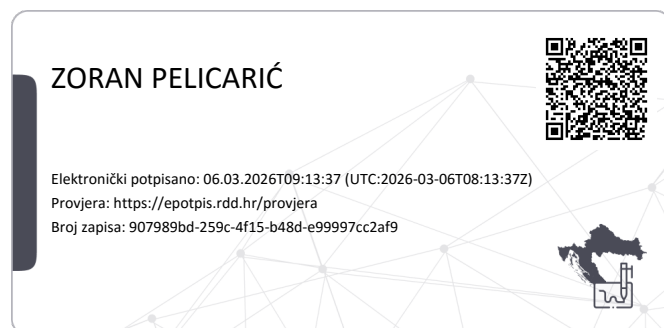 ZORAN PELICARIĆ
Elektronički potpisano: 06.03.2026T09:13:37 (UTC:2026-03-06T08:13:37Z)
Provjera: https://epotpis.rdd.hr/provjera
Broj zapisa: 907989bd-259c-4f15-b48d-e99997cc2af9